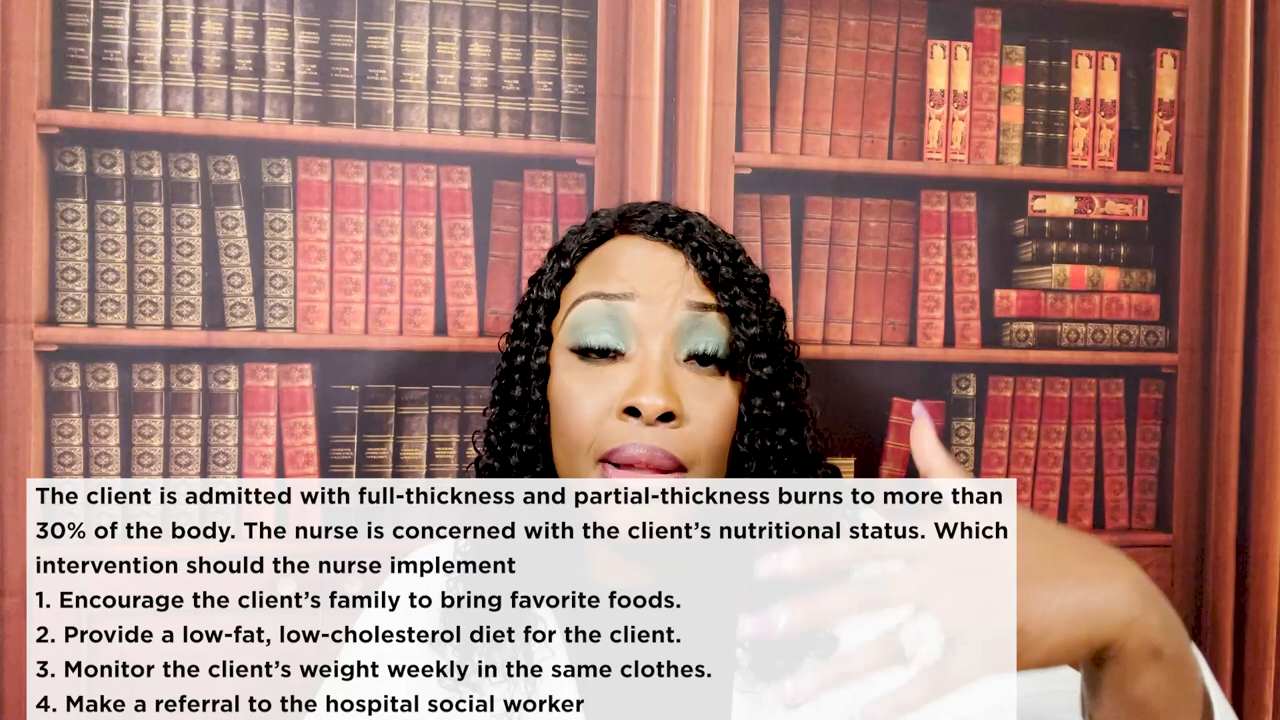 The client is admitted with full-thickness and partial-thickness burns to more than
30% of the body. The nurse is concerned with the client’s nutritional status. Which
intervention should the nurse implement
1. Encourage the client’s family to bring favorite foods.
2. Provide a low-fat, low-cholesterol diet for the client.
3. Monitor the client’s weight weekly in the same clothes.
4. Make a referral to the hospital social worker